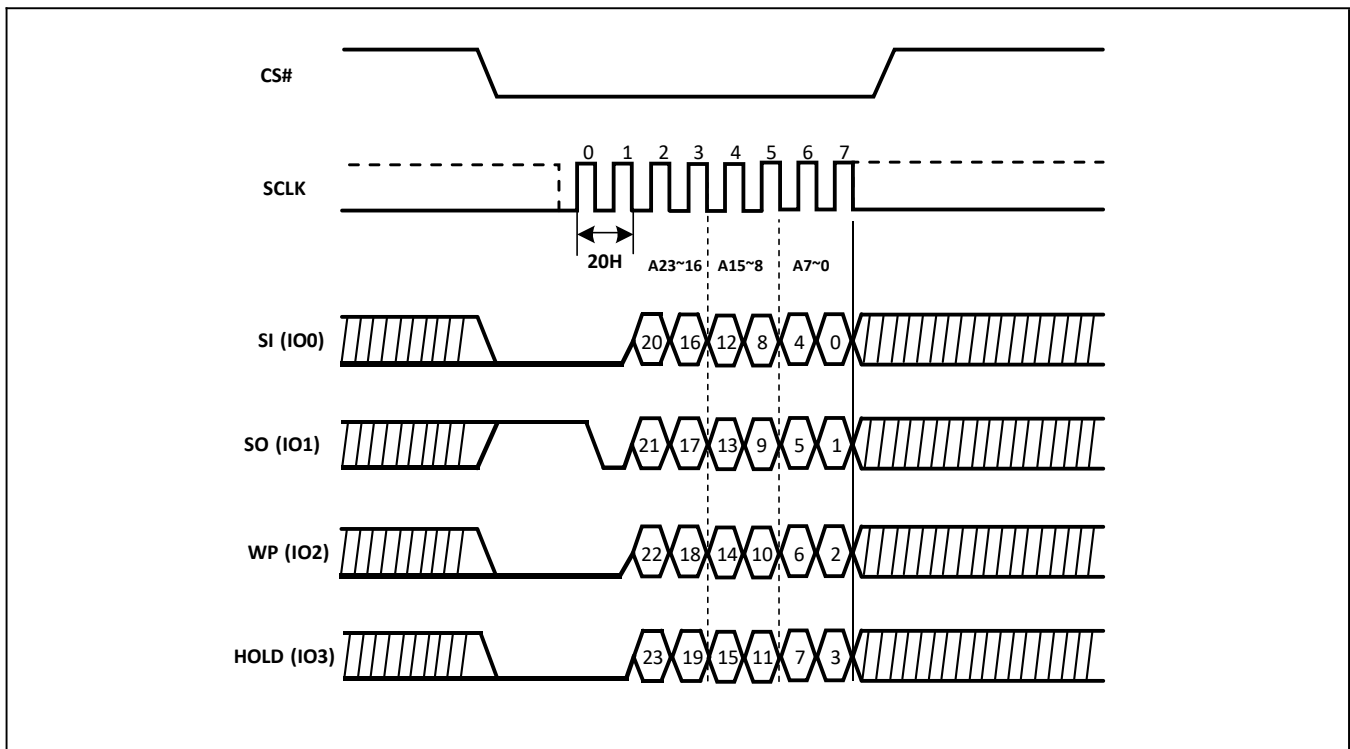 CS#
0 1 2 3 4 5 6 7
SCLK
20H A23~16 A15~8 A7~0
SI (IO0) 20 16 12 8 4 0
SO (IO1) 21 17 13 9 5 1
WP (IO2) 22 18 14 10 6 2
HOLD (IO3) 23 19 15 11 7 3